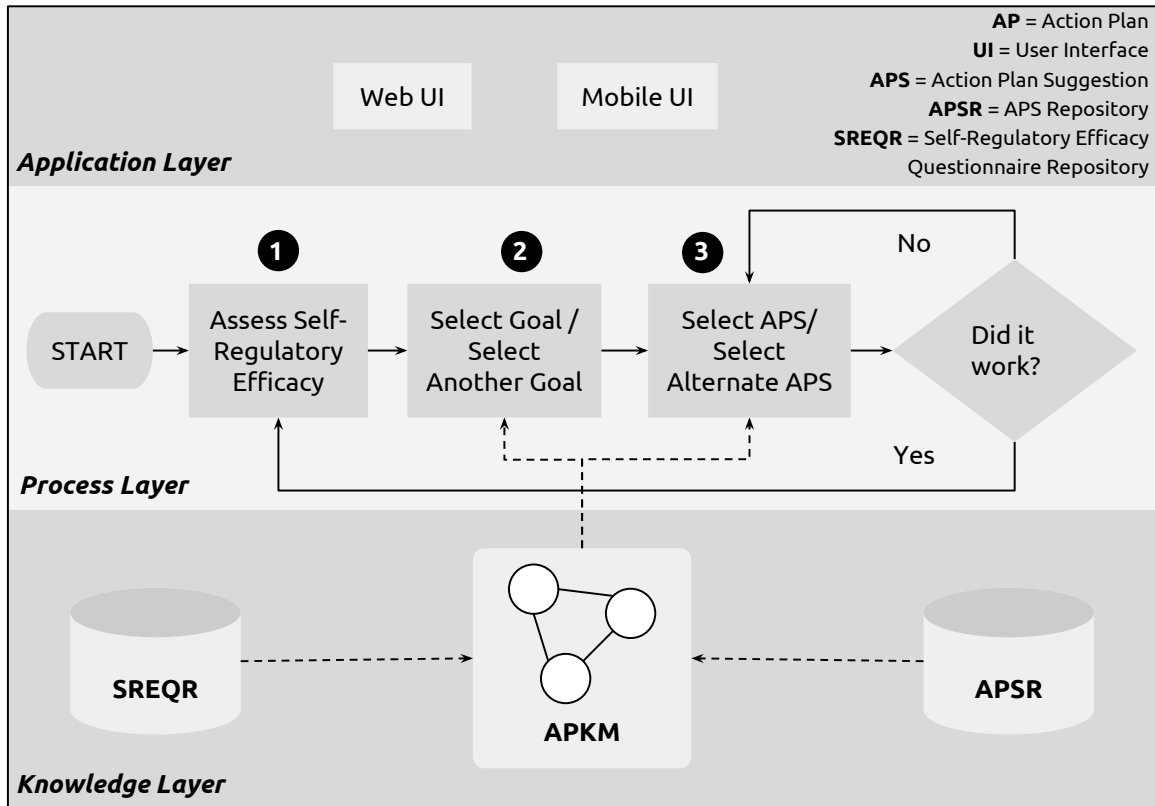 AP = Action Plan
UI = User Interface
APS = Action Plan Suggestion
APSR = APS Repository
SREQR = Self-Regulatory Efficacy
Questionnaire Repository
Web UI
Mobile UI
Application Layer
1
2
3
No
START
Assess Self-
Regulatory
Efficacy
Select Goal /
Select
Another Goal
Select APS/
Select
Alternate APS
Did it
work?
Yes
Process Layer
SREQR
APKM
APSR
Knowledge Layer